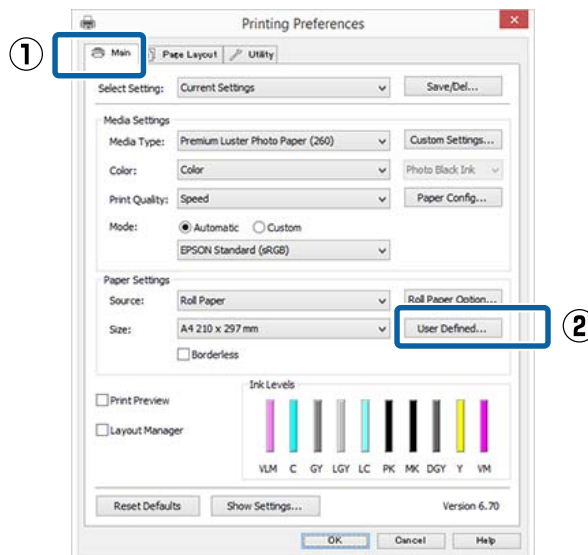 Printing Preferences
1
Main Page Layout Utility
Select Setting: Current Settings Save/Del...
Media Settings
Media Type: Premium Luster Photo Paper (260) Custom Settings...
Color: Color Photo Black Ink
Print Quality: Speed Paper Config...
Mode: Automatic Custom
EPSON Standard (sRGB)
Paper Settings
Source: Roll Paper Roll Paper Option...
Size: A4 210 x 297 mm User Defined... 2
Borderless
Ink Levels
Print Preview
Layout Manager
VLM C GY LGY LC PK MK DGY Y VM
Reset Defaults Show Settings... Version 6.70
OK Cancel Help